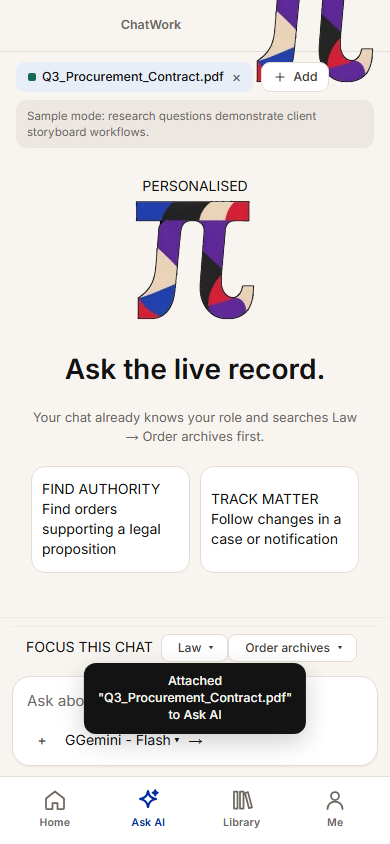 ChatWork
Q3_Procurement_Contract.pdf × + Add
Sample mode: research questions demonstrate client
storyboard workflows.
PERSONALISED
Ask the live record.
Your chat already knows your role and searches Law
→ Order archives first.
FIND AUTHORITY
Find orders
supporting a legal
proposition
TRACK MATTER
Follow changes in a
case or notification
FOCUS THIS CHAT Law ▾ Order archives ▾
Attached
"Q3_Procurement_Contract.pdf"
to Ask AI
Ask abo
+ GGemini - Flash ▾ →
Home Ask AI Library Me